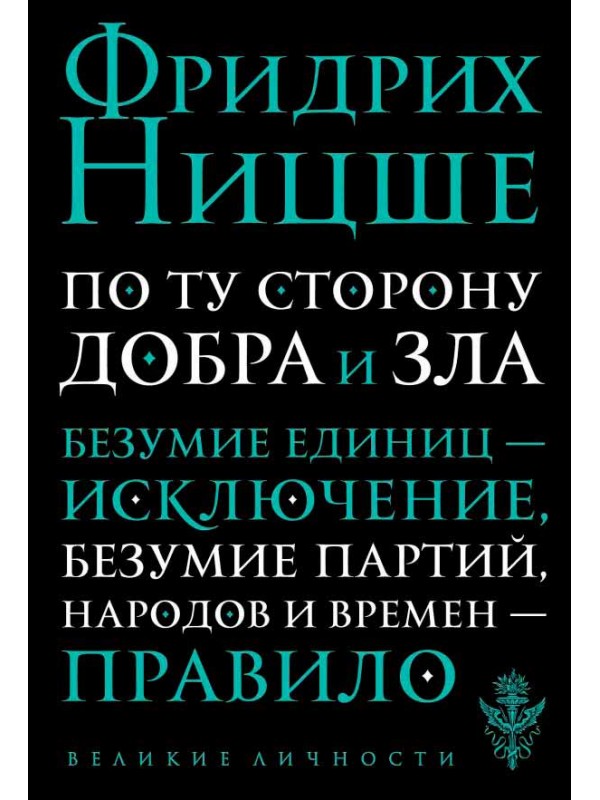 Фридрих
Ницше
по ту сторону
добра и зла
безумие единиц —
исключение,
безумие партий,
народов и времен —
правило
великие личности